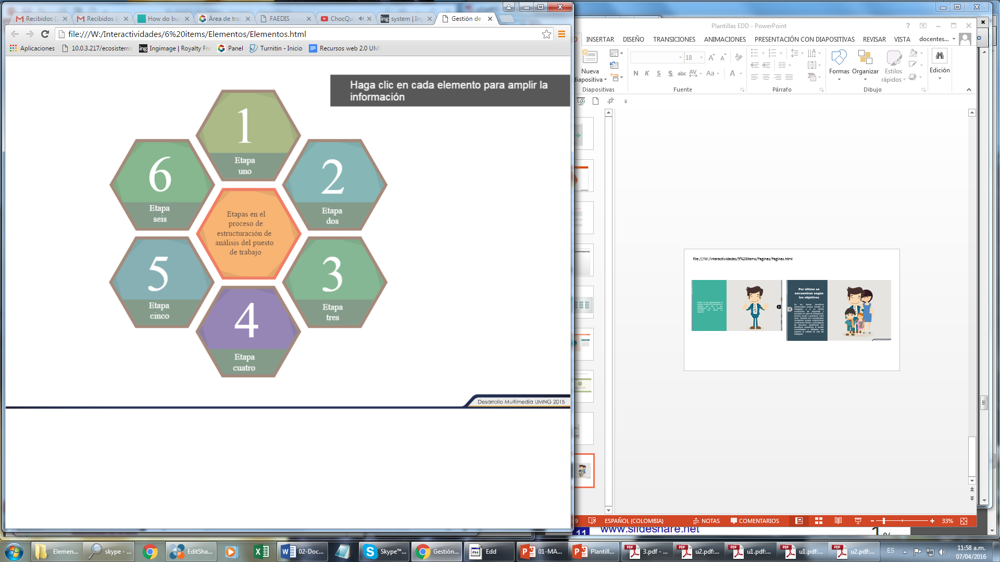 Recibidos (
Recibidos (
How do bu
Área de tra
FAEDIS
ChocQu
system | In
Gestión de
file:///W:/Interactividades/6%20items/Elementos/Elementos.html
Aplicaciones
10.0.3.217/ecosistema
Ingimage | Royalty Fre
Panel
Turnitin - Inicio
Recursos web 2.0 UM
Haga clic en cada elemento para amplir la
información
1
Etapa
uno
2
Etapa
dos
3
Etapa
tres
4
Etapa
cuatro
5
Etapa
cinco
6
Etapa
seis
Etapas en el
proceso de
estructuración de
análisis del puesto
de trabajo
Desarrollo Multimedia UMNG 2015
Plantillas EDD - PowerPoint
INSERTAR
DISEÑO
TRANSICIONES
ANIMACIONES
PRESENTACIÓN CON DIAPOSITIVAS
REVISAR
VISTA
docentes...
Nueva
diapositiva
Diapositivas
18
N K S S abc AV Aa A
Fuente
Párrafo
Formas
Organizar
Estilos
rápidos
Dibujo
Edición
file:///W:/Interactividades/5%20items/Paginas/Paginas.html
Por último se
encuentran según
los objetivos
9
ESPAÑOL (COLOMBIA)
NOTAS
COMENTARIOS
33%
11
www.slideshare.net
Elemen...
skype - ...
EditSha...
02-Doc...
Skype™...
Gestión...
Edd
01-MA...
Plantill...
3.pdf - ...
u2.pdf:...
u1.pdf:...
u1.pdf:...
u2.pdf:...
ES
11:58 a.m.
07/04/2016